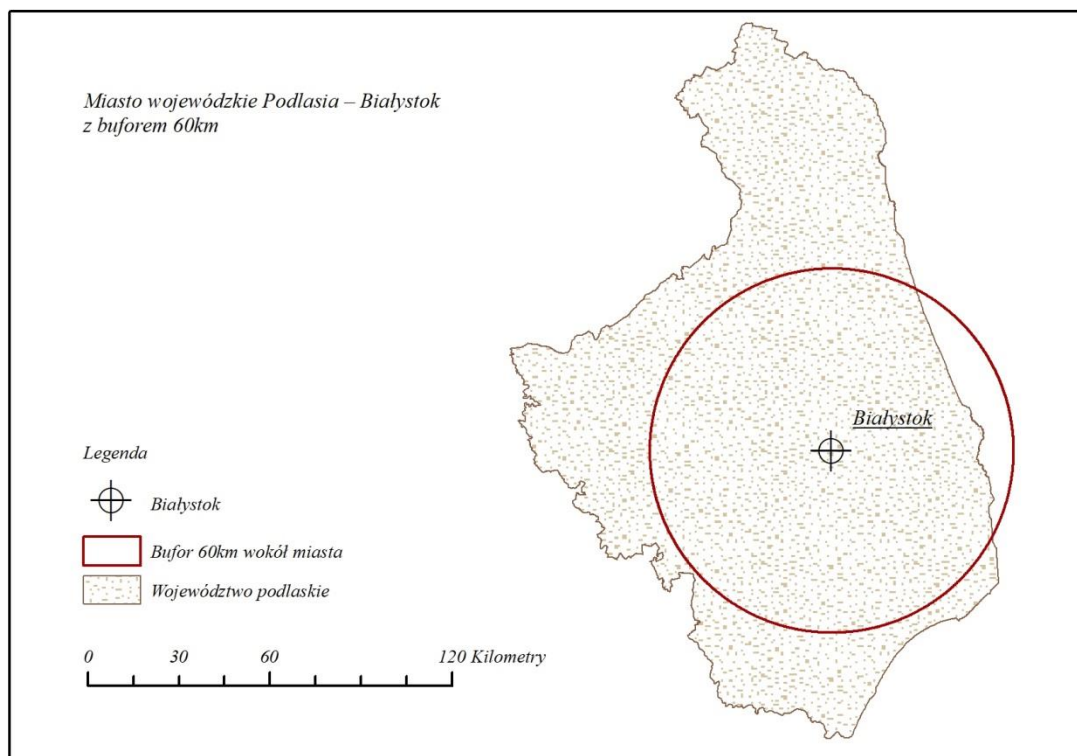 Miasto wojewódzkie Podlasia – Białystok
z buforem 60km
Białystok
Legenda
Białystok
Bufor 60km wokół miasta
Województwo podlaskie
0 30 60 120 Kilometry